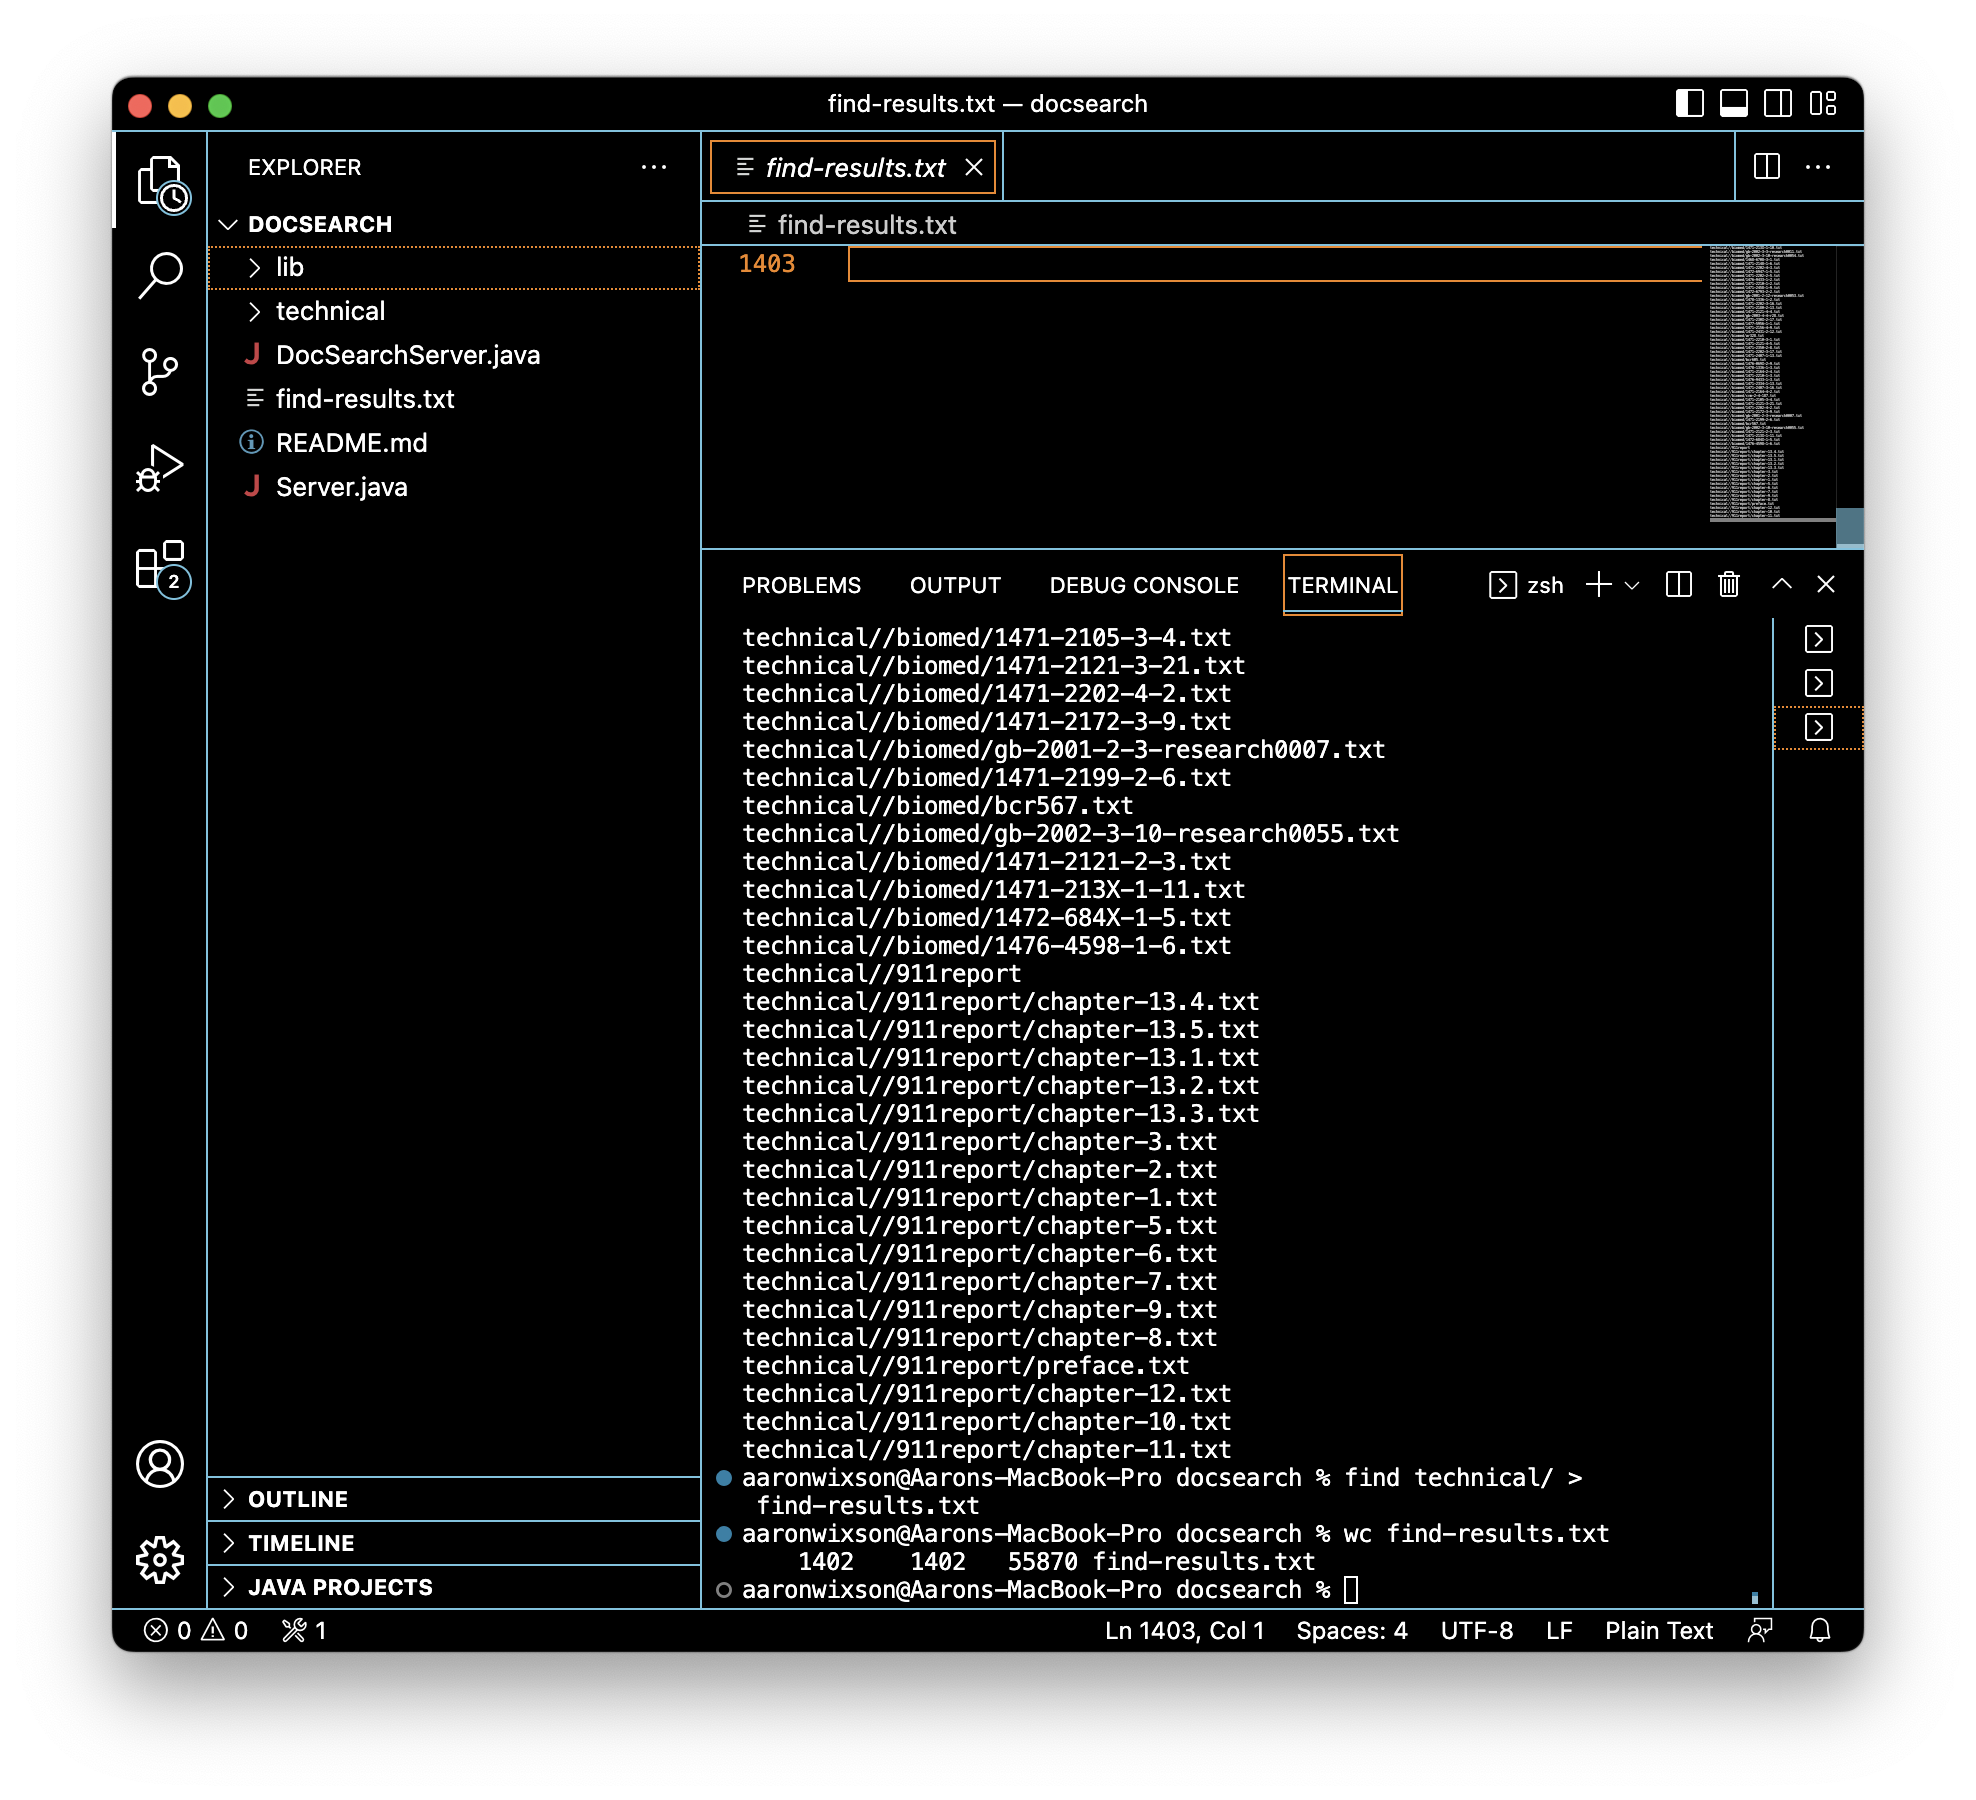 find-results.txt — docsearch
EXPLORER
DOCSEARCH
lib
technical
DocSearchServer.java
find-results.txt
README.md
Server.java
2
OUTLINE
TIMELINE
JAVA PROJECTS
find-results.txt
find-results.txt
1403
PROBLEMS OUTPUT DEBUG CONSOLE TERMINAL zsh
technical//biomed/1471-2105-3-4.txt
technical//biomed/1471-2121-3-21.txt
technical//biomed/1471-2202-4-2.txt
technical//biomed/1471-2172-3-9.txt
technical//biomed/gb-2001-2-3-research0007.txt
technical//biomed/1471-2199-2-6.txt
technical//biomed/bcr567.txt
technical//biomed/gb-2002-3-10-research0055.txt
technical//biomed/1471-2121-2-3.txt
technical//biomed/1471-213X-1-11.txt
technical//biomed/1472-684X-1-5.txt
technical//biomed/1476-4598-1-6.txt
technical//911report
technical//911report/chapter-13.4.txt
technical//911report/chapter-13.5.txt
technical//911report/chapter-13.1.txt
technical//911report/chapter-13.2.txt
technical//911report/chapter-13.3.txt
technical//911report/chapter-3.txt
technical//911report/chapter-2.txt
technical//911report/chapter-1.txt
technical//911report/chapter-5.txt
technical//911report/chapter-6.txt
technical//911report/chapter-7.txt
technical//911report/chapter-9.txt
technical//911report/chapter-8.txt
technical//911report/preface.txt
technical//911report/chapter-12.txt
technical//911report/chapter-10.txt
technical//911report/chapter-11.txt
aaronwixson@Aarons-MacBook-Pro docsearch % find technical/ >
find-results.txt
aaronwixson@Aarons-MacBook-Pro docsearch % wc find-results.txt
1402 1402 55870 find-results.txt
aaronwixson@Aarons-MacBook-Pro docsearch %
0 0 1 Ln 1403, Col 1 Spaces: 4 UTF-8 LF Plain Text